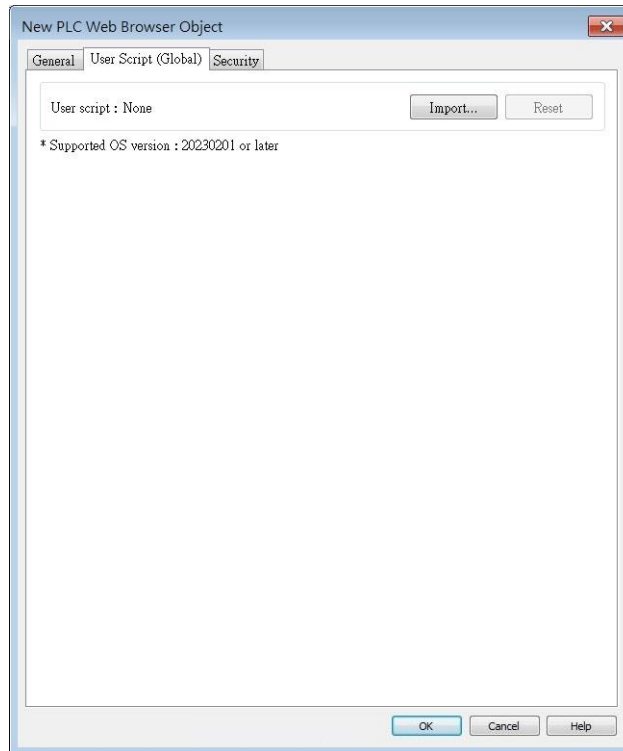 New PLC Web Browser Object
General User Script (Global) Security
User script : None Import... Reset
* Supported OS version : 20230201 or later
OK Cancel Help